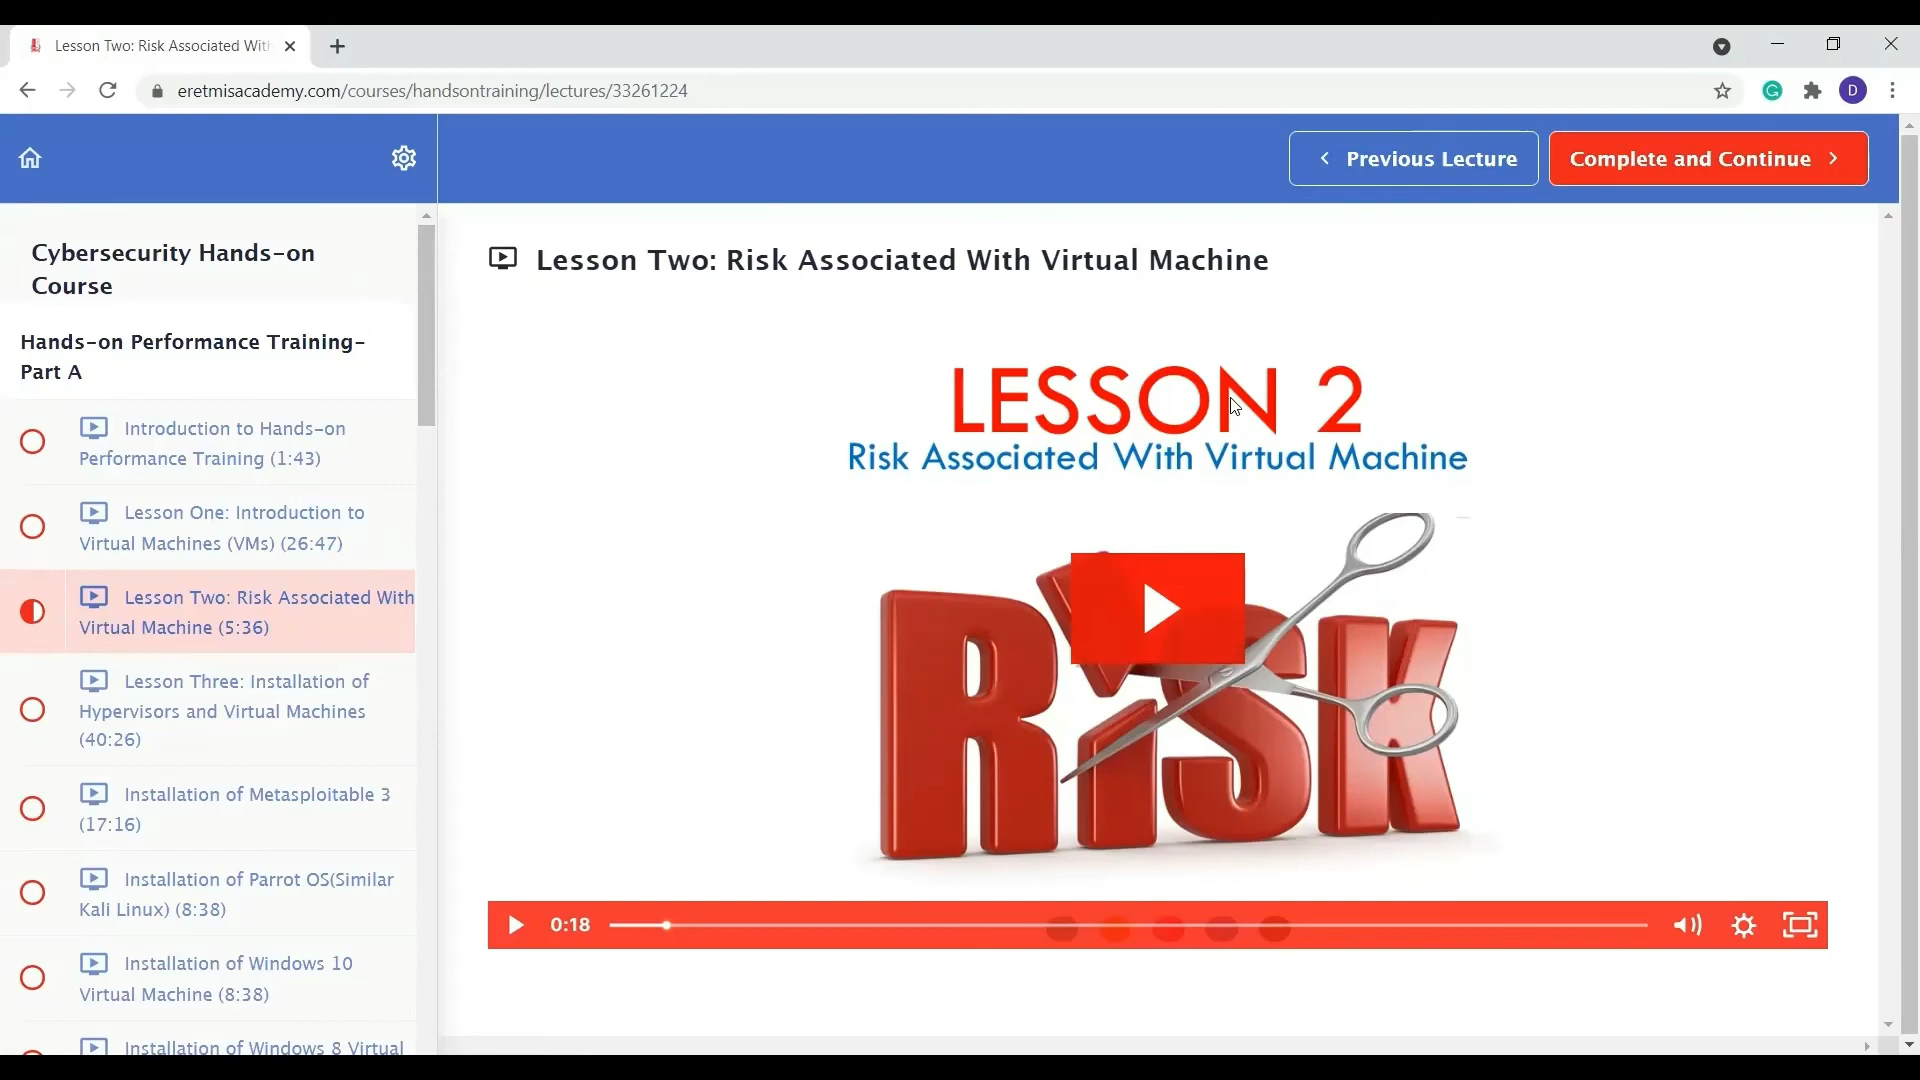 Lesson Two: Risk Associated Wit
eretmisacademy.com/courses/handsontraining/lectures/33261224
D
Previous Lecture
Complete and Continue
Cybersecurity Hands-on
Course
Hands-on Performance Training-
Part A
Introduction to Hands-on
Performance Training (1:43)
Lesson One: Introduction to
Virtual Machines (VMs) (26:47)
Lesson Two: Risk Associated With
Virtual Machine (5:36)
Lesson Three: Installation of
Hypervisors and Virtual Machines
(40:26)
Installation of Metasploitable 3
(17:16)
Installation of Parrot OS(Similar
Kali Linux) (8:38)
Installation of Windows 10
Virtual Machine (8:38)
Installation of Windows 8 Virtual
Lesson Two: Risk Associated With Virtual Machine
LESSON 2
Risk Associated With Virtual Machine
RiSK
0:18